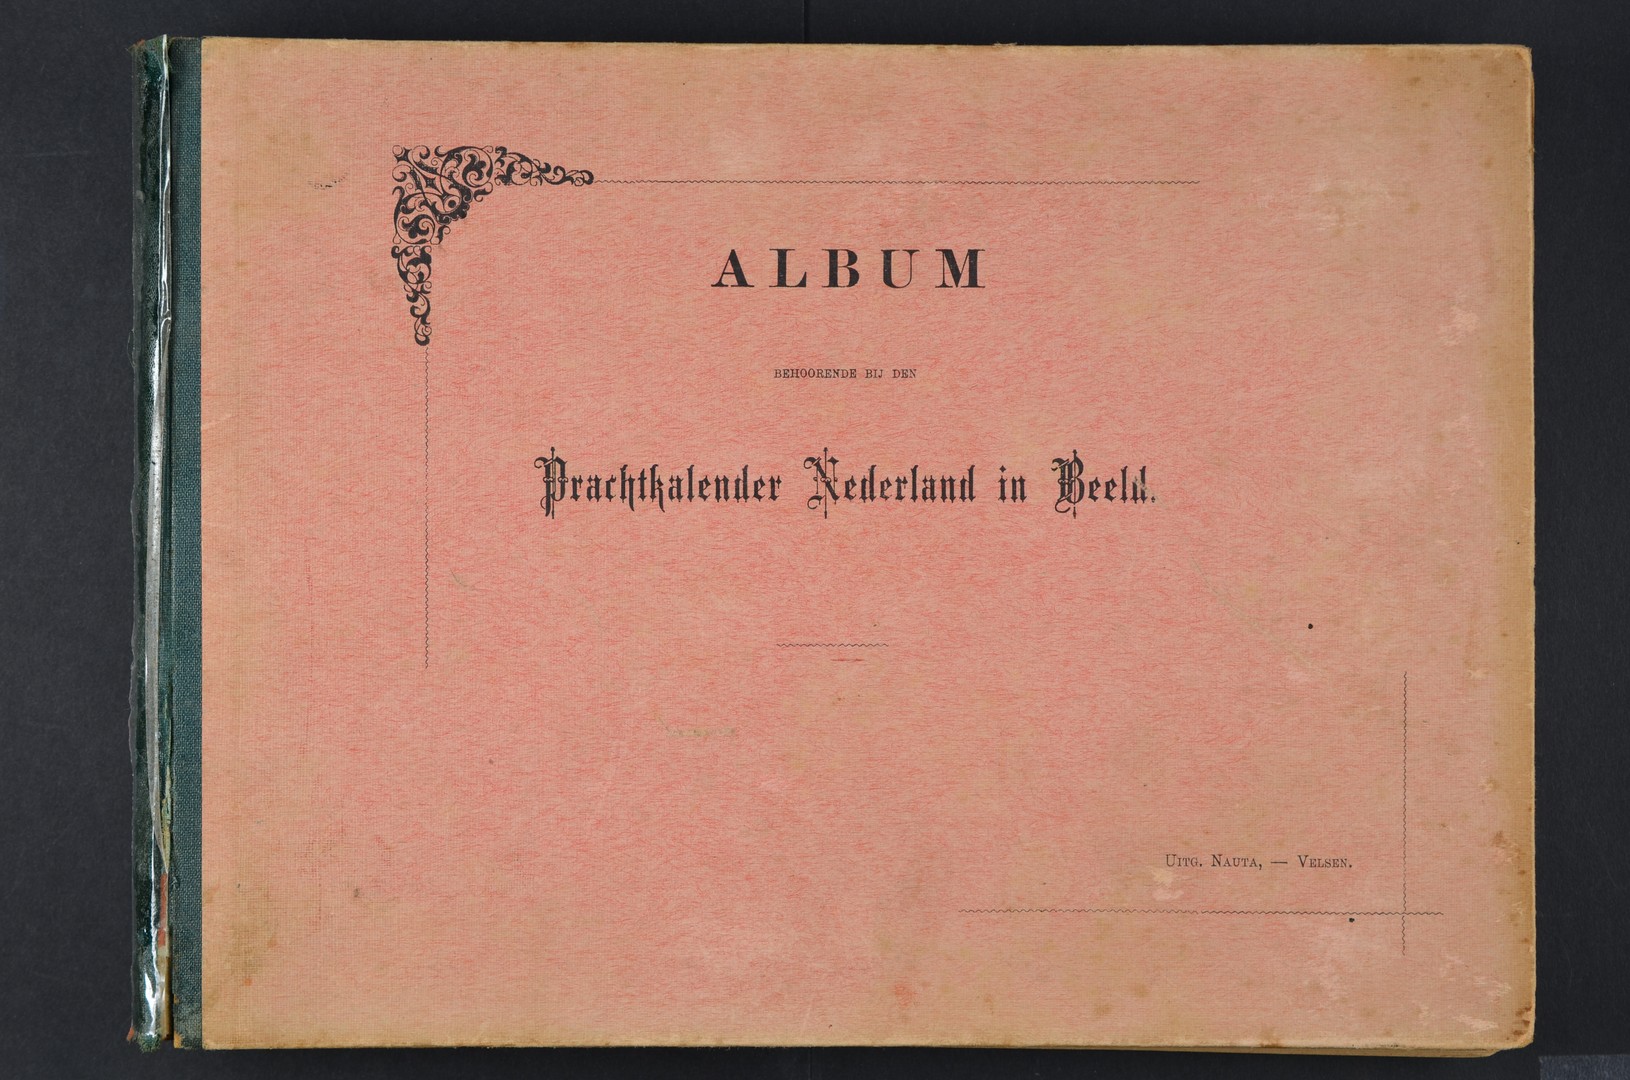 ALBUM
BEHOORENDE BIJ DEN
Prachtkalender Nederland in Beeld.
UITG. NAUTA, — VELSEN.